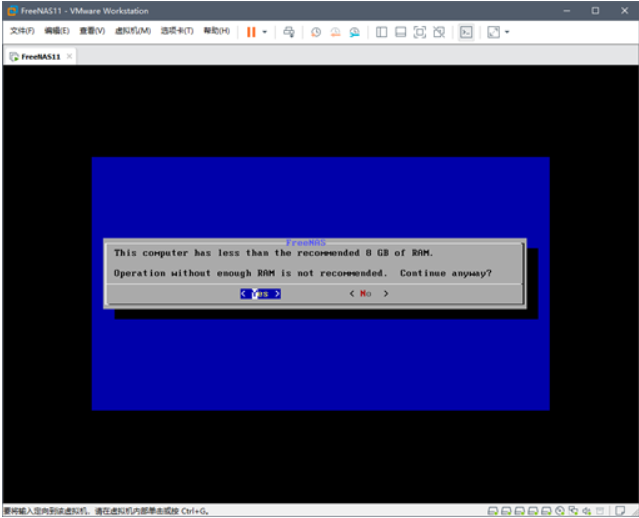 FreeNAS11 - VMware Workstation
文件(F) 编辑(E) 查看(V) 虚拟机(M) 选项卡(T) 帮助(H)
FreeNAS11
FreeNAS
This computer has less than the recommended 8 GB of RAM.
Operation without enough RAM is not recommended. Continue anyway?
< Yes > < No >
要将输入定向到该虚拟机，请在虚拟机内部单击或按 Ctrl+G。